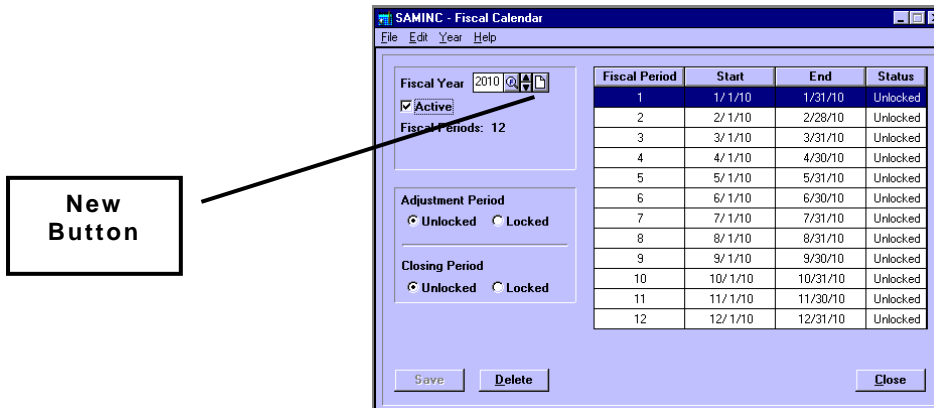 SAMINC - Fiscal Calendar
File Edit Year Help
Fiscal Year 2010
Active
Fiscal Periods: 12
Adjustment Period
Unlocked Locked
Closing Period
Unlocked Locked
Fiscal Period Start End Status
1 1/ 1/10 1/31/10 Unlocked
2 2/ 1/10 2/28/10 Unlocked
3 3/ 1/10 3/31/10 Unlocked
4 4/ 1/10 4/30/10 Unlocked
5 5/ 1/10 5/31/10 Unlocked
6 6/ 1/10 6/30/10 Unlocked
7 7/ 1/10 7/31/10 Unlocked
8 8/ 1/10 8/31/10 Unlocked
9 9/ 1/10 9/30/10 Unlocked
10 10/ 1/10 10/31/10 Unlocked
11 11/ 1/10 11/30/10 Unlocked
12 12/ 1/10 12/31/10 Unlocked
Save Delete Close
New
Button